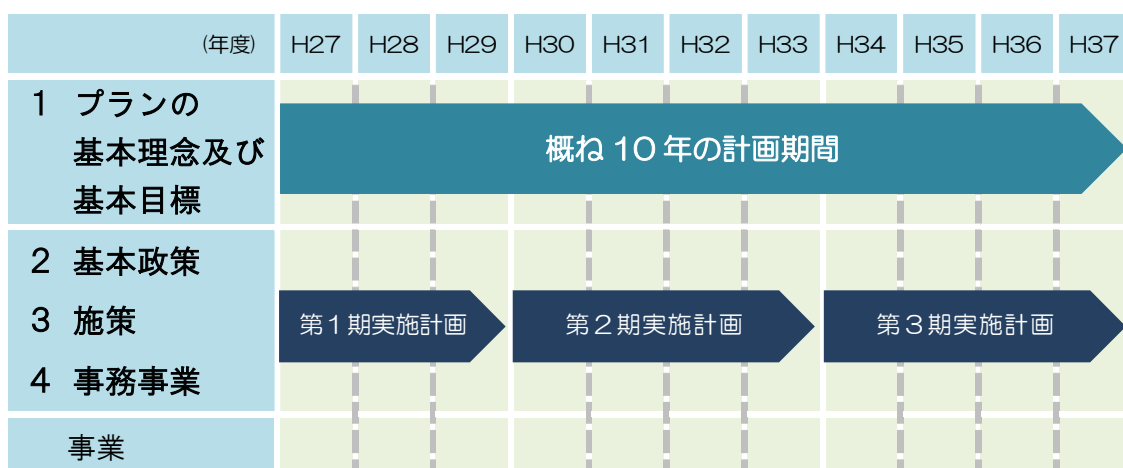 (年度) H27 H28 H29 H30 H31 H32 H33 H34 H35 H36 H37
1 プランの
基本理念及び
基本目標
概ね10年の計画期間
2 基本政策
3 施策
第1期実施計画 第2期実施計画 第3期実施計画
4 事務事業
事業